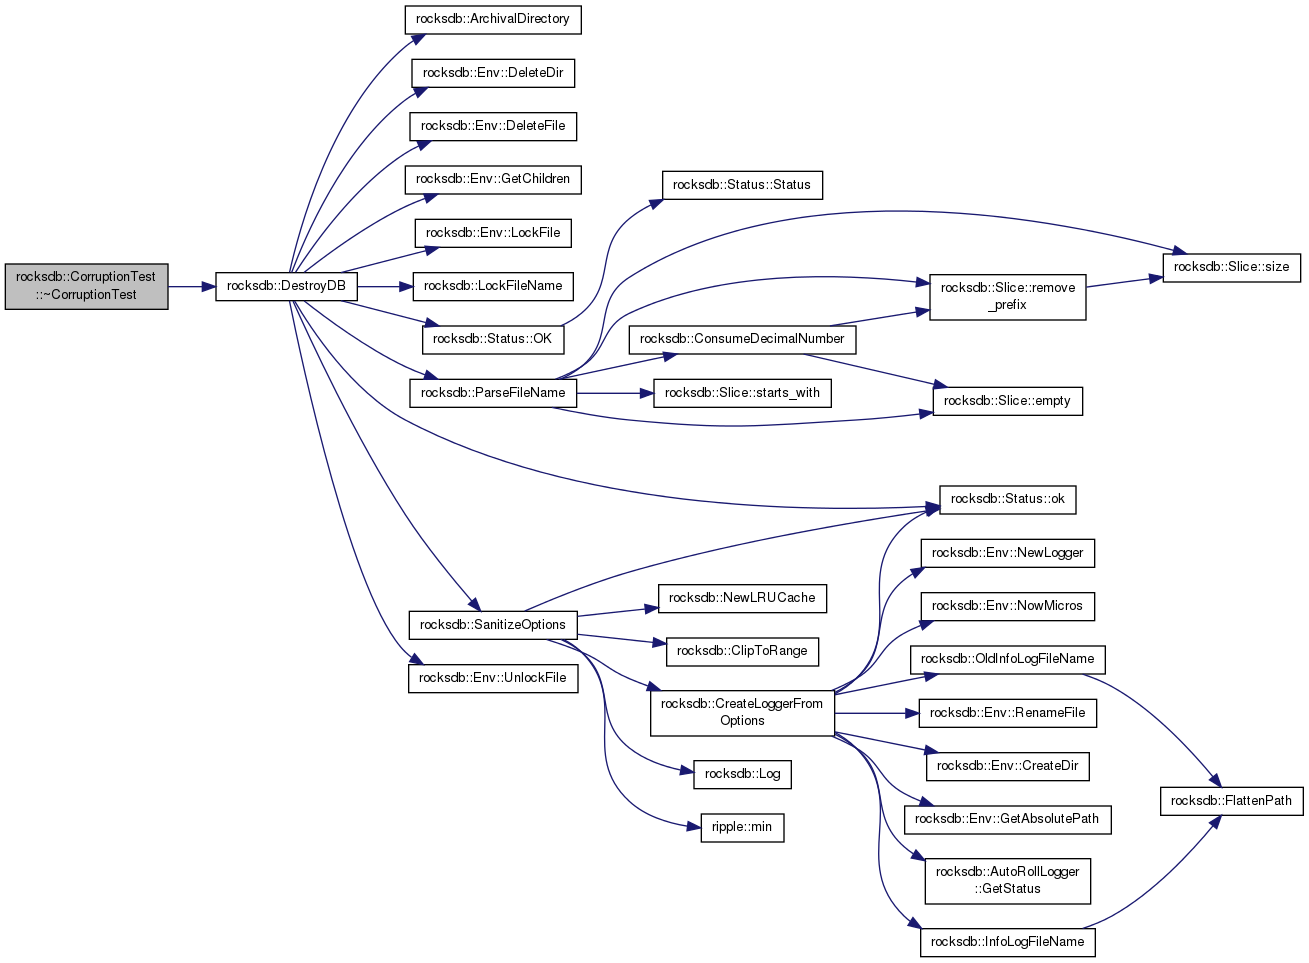 rocksdb::CorruptionTest
::~CorruptionTest
rocksdb::DestroyDB
rocksdb::ArchivalDirectory
rocksdb::Env::DeleteDir
rocksdb::Env::DeleteFile
rocksdb::Env::GetChildren
rocksdb::Env::LockFile
rocksdb::LockFileName
rocksdb::Status::OK
rocksdb::ParseFileName
rocksdb::SanitizeOptions
rocksdb::Env::UnlockFile
rocksdb::Status::Status
rocksdb::ConsumeDecimalNumber
rocksdb::Slice::starts_with
rocksdb::NewLRUCache
rocksdb::ClipToRange
rocksdb::CreateLoggerFrom
Options
rocksdb::Log
ripple::min
rocksdb::Slice::remove
_prefix
rocksdb::Slice::empty
rocksdb::Status::ok
rocksdb::Env::NewLogger
rocksdb::Env::NowMicros
rocksdb::OldInfoLogFileName
rocksdb::Env::RenameFile
rocksdb::Env::CreateDir
rocksdb::Env::GetAbsolutePath
rocksdb::AutoRollLogger
::GetStatus
rocksdb::InfoLogFileName
rocksdb::Slice::size
rocksdb::FlattenPath